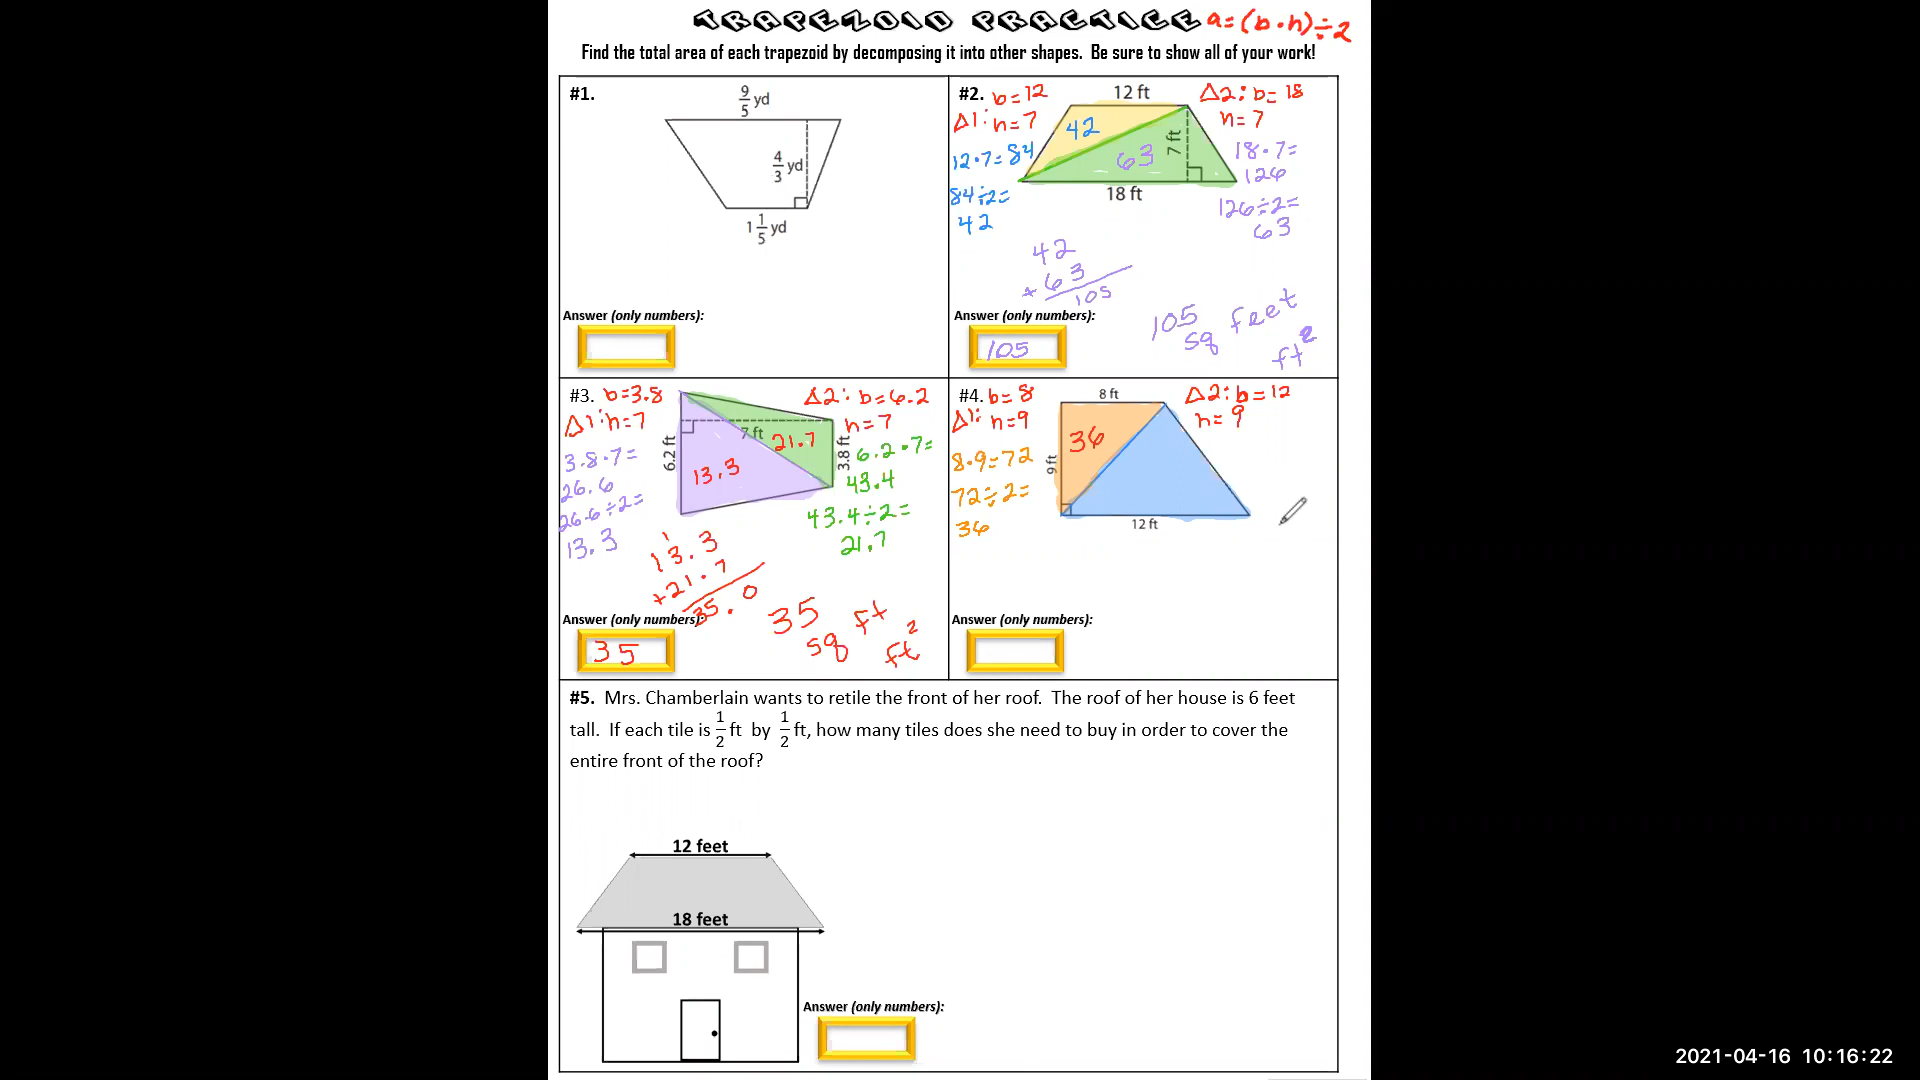 TRAPEZOID PRACTICE a=(b·h)÷2
Find the total area of each trapezoid by decomposing it into other shapes. Be sure to show all of your work!
#1.
9/5 yd
4/3 yd
1 1/5 yd
Answer (only numbers):
#2. b=12
Δ1: h=7
12·7=84
84÷2=
42
12 ft
42
63
7 ft
18 ft
Δ2: b=18
h=7
18·7=
126
126÷2=
63
42
+63
105
105 sq feet
ft²
Answer (only numbers):
105
#3. b=3.8
Δ1: h=7
3.8·7=
26.6
26.6÷2=
13.3
6.2 ft
7 ft
21.7
13.3
3.8 ft
Δ2: b=6.2
h=7
6.2·7=
43.4
43.4÷2=
21.7
1
13.3
+21.7
35.0
35 sq ft
ft²
Answer (only numbers):
35
#4. b=8
Δ1: h=9
8·9=72
72÷2=
36
8 ft
36
9 ft
12 ft
Δ2: b=12
h=9
Answer (only numbers):
#5. Mrs. Chamberlain wants to retile the front of her roof. The roof of her house is 6 feet
tall. If each tile is 1/2 ft by 1/2 ft, how many tiles does she need to buy in order to cover the
entire front of the roof?
12 feet
18 feet
Answer (only numbers):
2021-04-16 10:16:22